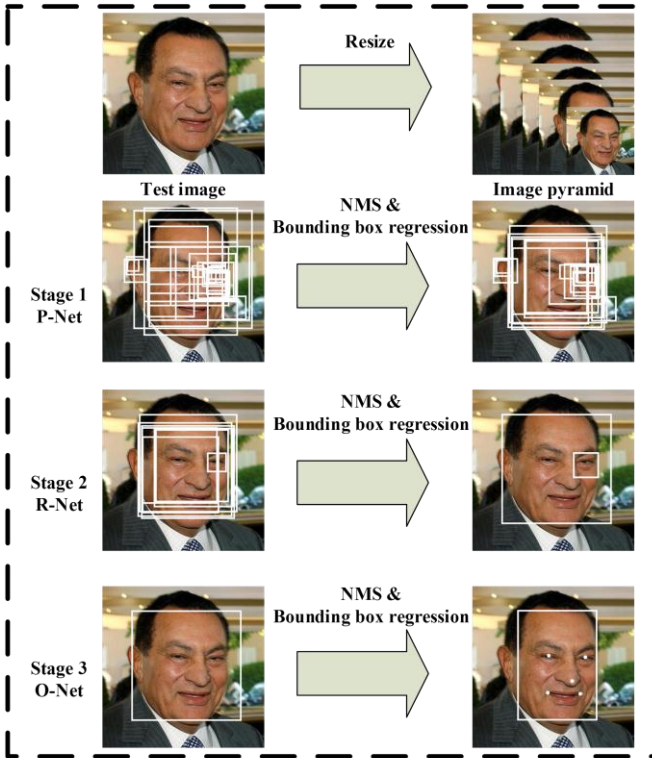 Resize
Test image
Image pyramid
NMS &
Bounding box regression
Stage 1
P-Net
NMS &
Bounding box regression
Stage 2
R-Net
NMS &
Bounding box regression
Stage 3
O-Net